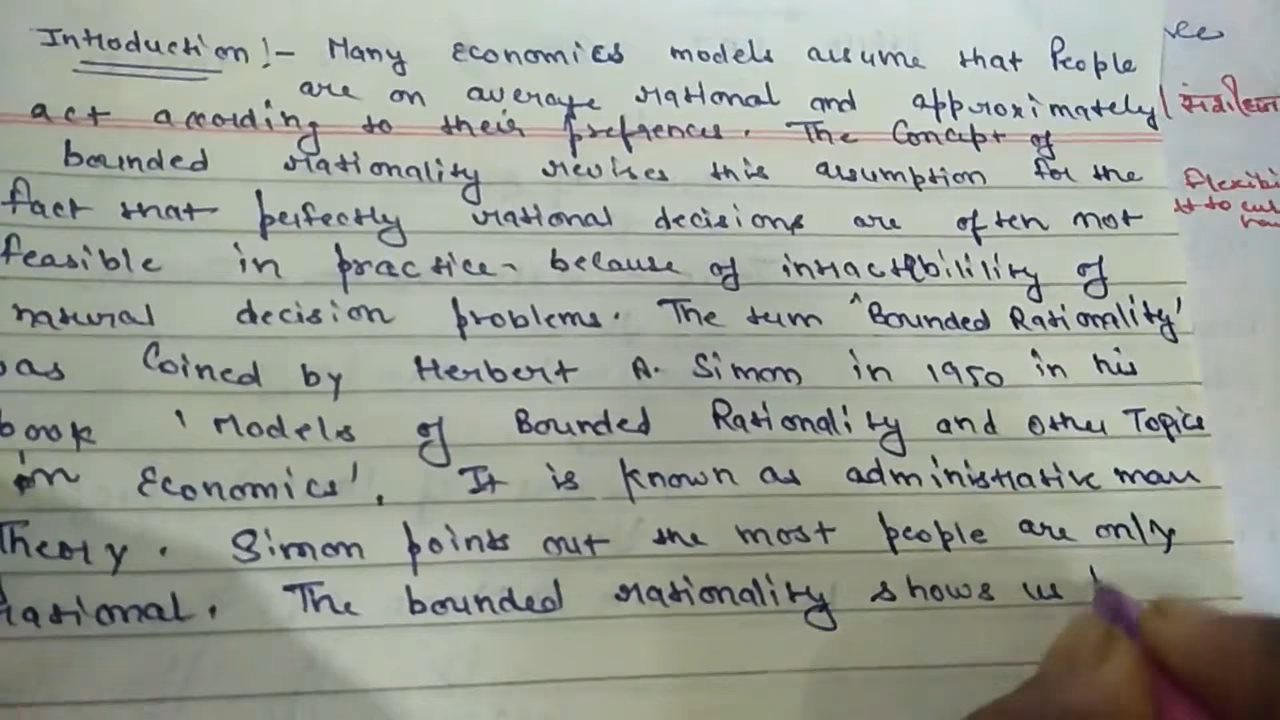 Introduction :- Many economics models assume that People
are on average rational and approximately
act according to their prefrences. The Concept of
bounded rationality revises this assumption for the
fact that perfectly rational decisions are often not
feasible in practice. because of intractibility of
natural decision problems. The term 'Bounded Rationality'
as Coined by Herbert A. Simon in 1950 in his
book 'Models of Bounded Rationality and other Topics
in Economics'. It is known as administrative man
Theory. Simon points out the most people are only
rational. The bounded rationality shows us
flexibi